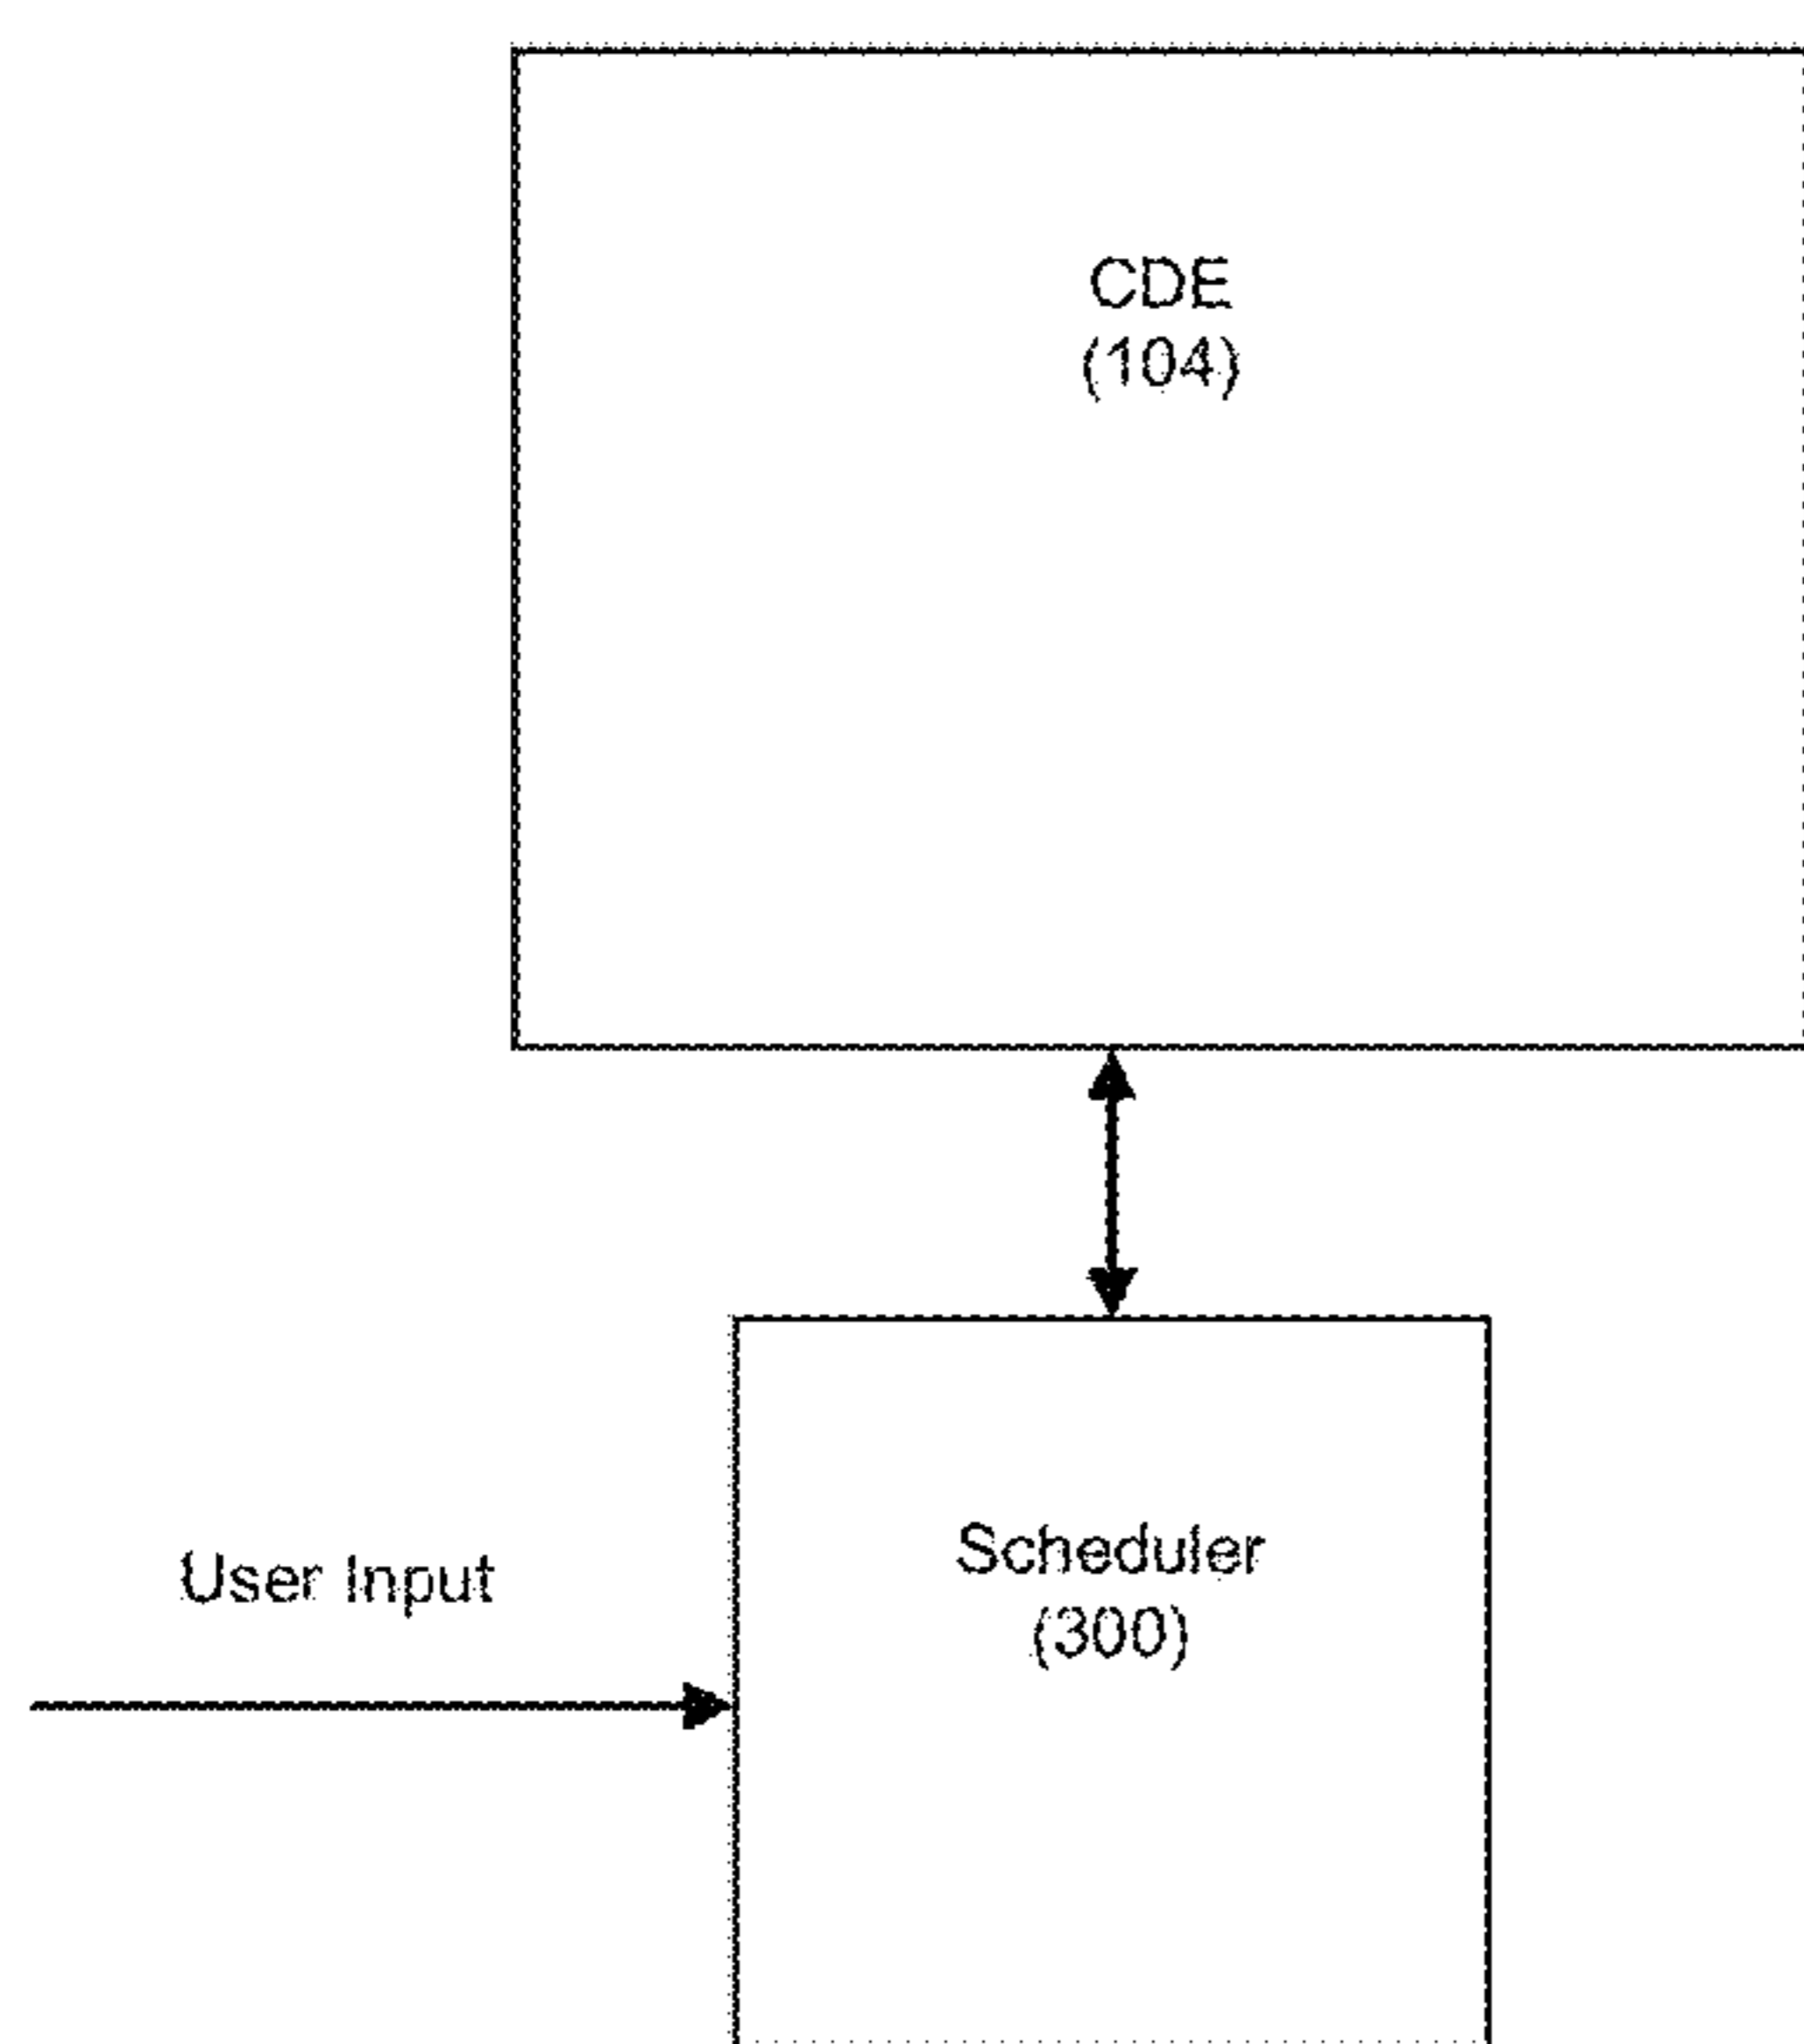 CDE
(104)
User Input
Scheduler
(300)